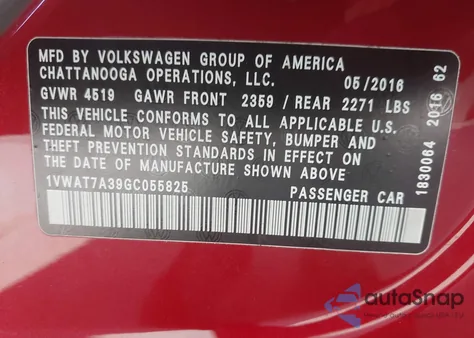 MFD BY VOLKSWAGEN GROUP OF AMERICA
CHATTANOOGA OPERATIONS, LLC. 05/2016
GVWR 4519 GAWR FRONT 2359 / REAR 2271 LBS
THIS VEHICLE CONFORMS TO ALL APPLICABLE U.S.
FEDERAL MOTOR VEHICLE SAFETY, BUMPER AND
THEFT PREVENTION STANDARDS IN EFFECT ON THE
DATE OF MANUFACTURE SHOWN ABOVE
1VWAT7A39GC055825 PASSENGER CAR
1830064 2016 62
autoSnap